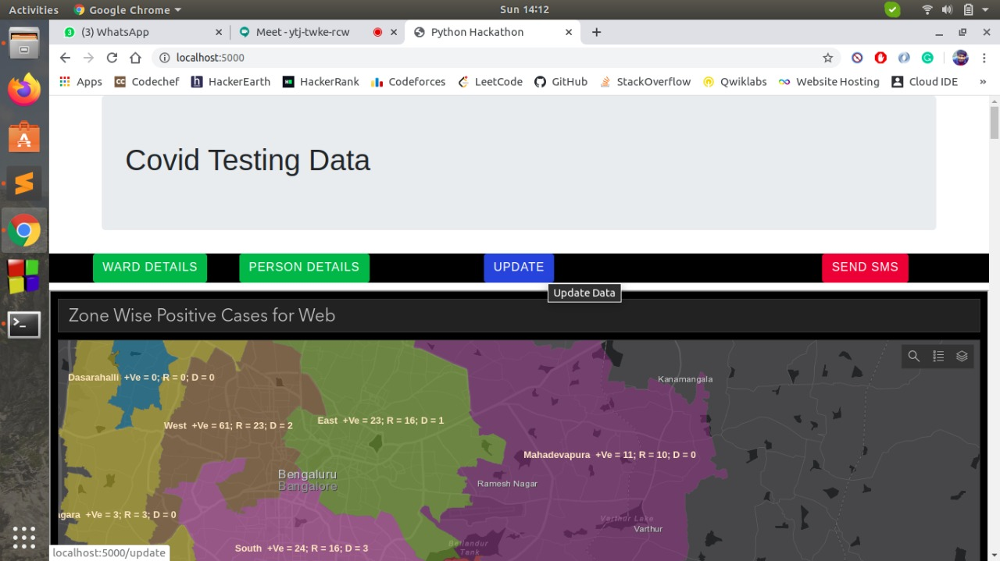 Activities Google Chrome Sun 14:12
(3) WhatsApp Meet - ytj-twke-rcw Python Hackathon
localhost:5000
Apps Codechef HackerEarth HackerRank Codeforces LeetCode GitHub StackOverflow Qwiklabs Website Hosting Cloud IDE »
Covid Testing Data
WARD DETAILS PERSON DETAILS UPDATE SEND SMS
Update Data
Zone Wise Positive Cases for Web
Dasarahalli +Ve = 0; R = 0; D = 0
Kanamangala
West +Ve = 61; R = 23; D = 2
East +Ve = 23; R = 16; D = 1
Mahadevapura +Ve = 11; R = 10; D = 0
Bengaluru
Bangalore
Ramesh Nagar
agara +Ve = 3; R = 3; D = 0
Varthur Lake
Varthur
Bellandur
Tank
South +Ve = 24; R = 16; D = 3
localhost:5000/update